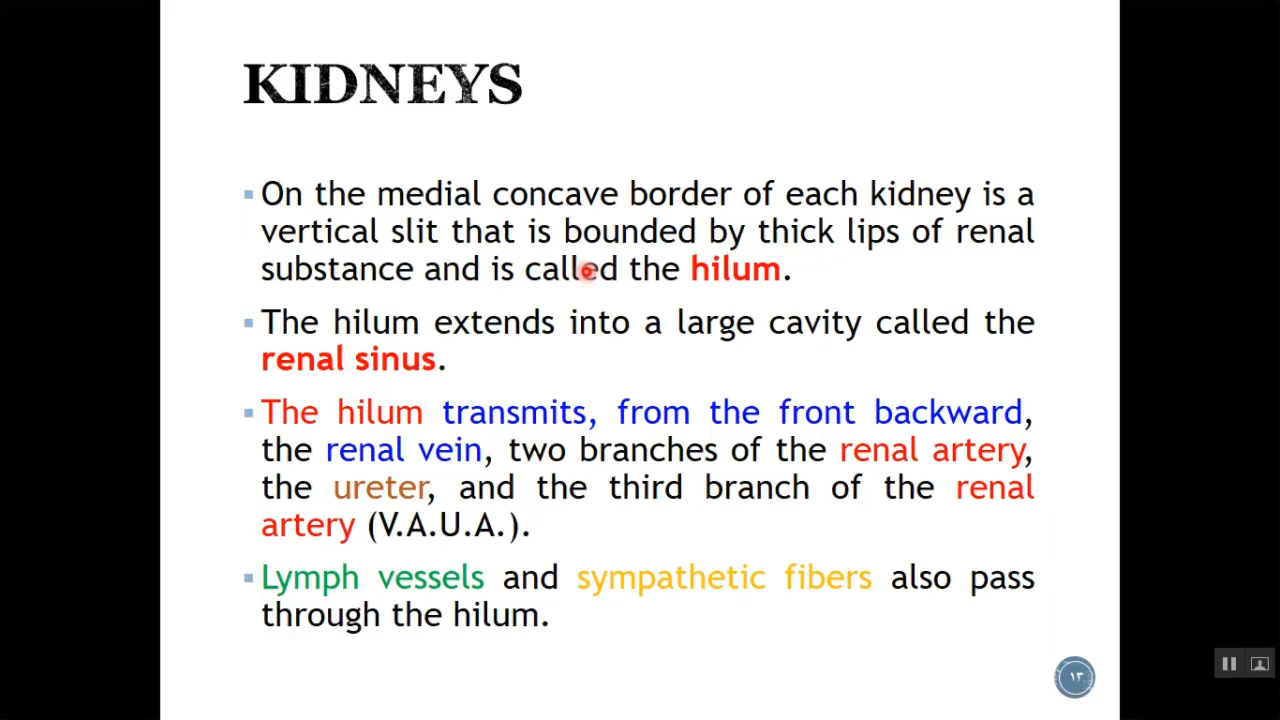 KIDNEYS
On the medial concave border of each kidney is a
vertical slit that is bounded by thick lips of renal
substance and is called the hilum.
The hilum extends into a large cavity called the
renal sinus.
The hilum transmits, from the front backward,
the renal vein, two branches of the renal artery,
the ureter, and the third branch of the renal
artery (V.A.U.A.).
Lymph vessels and sympathetic fibers also pass
through the hilum.
١٣